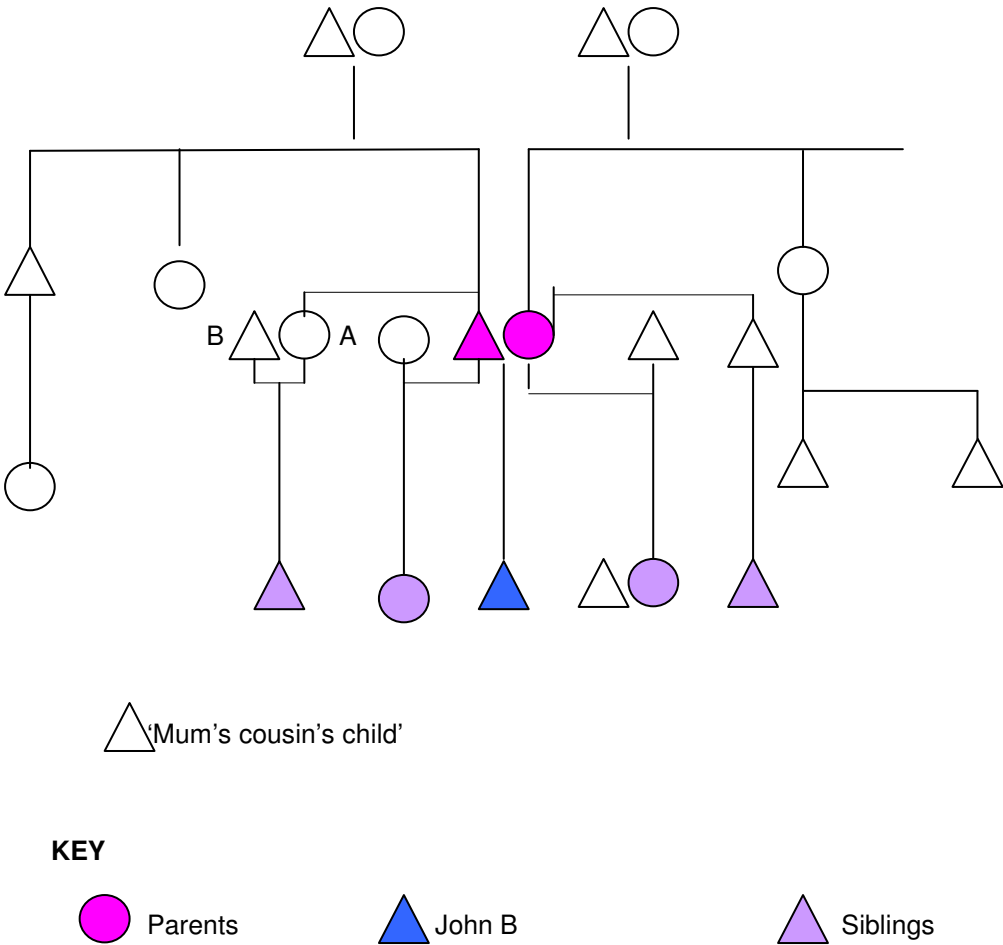 B
A
‘Mum’s cousin’s child’
KEY
Parents
John B
Siblings